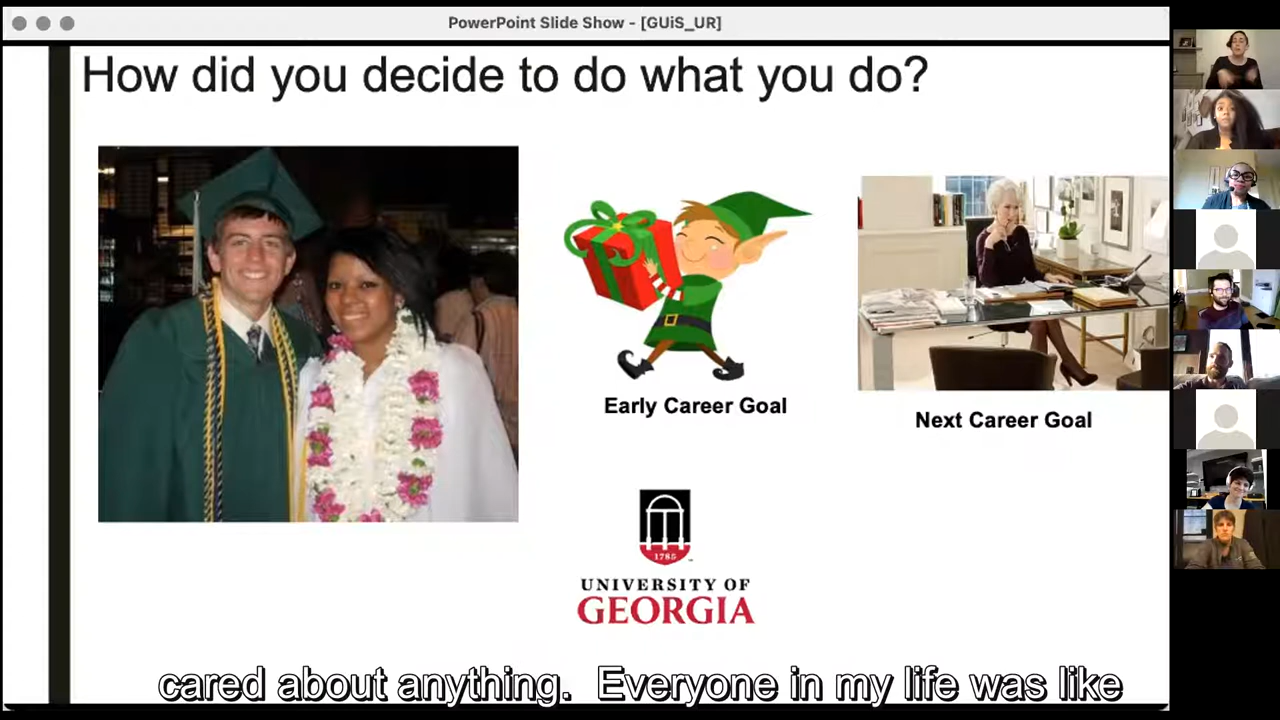 PowerPoint Slide Show - [GUiS_UR]
How did you decide to do what you do?
Early Career Goal
Next Career Goal
1785
UNIVERSITY OF
GEORGIA
cared about anything.  Everyone in my life was like